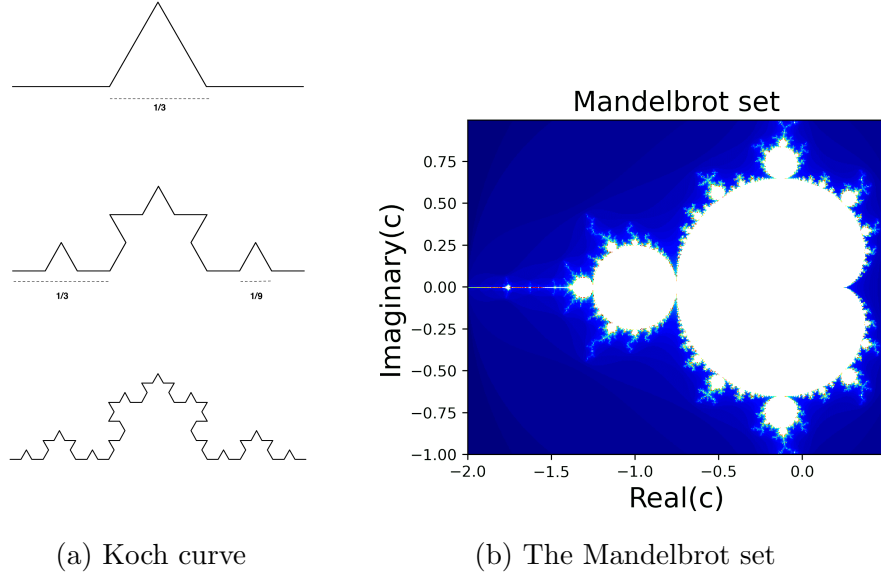 1/3
1/3
1/9
(a) Koch curve
Mandelbrot set
Imaginary(c)
0.75
0.50
0.25
0.00
−0.25
−0.50
−0.75
−1.00
−2.0 −1.5 −1.0 −0.5 0.0
Real(c)
(b) The Mandelbrot set